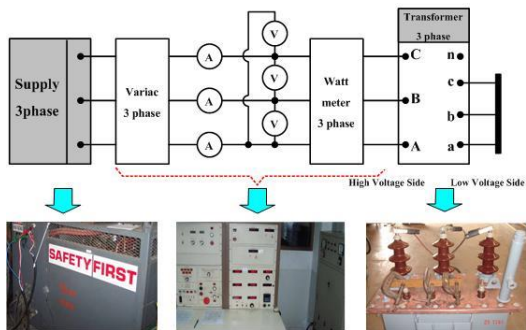 Supply
3phase
Variac
3 phase
A
A
A
V
V
V
Watt
meter
3 phase
Transformer
3 phase
C
B
A
n
c
b
a
High Voltage Side
Low Voltage Side
SAFETY FIRST